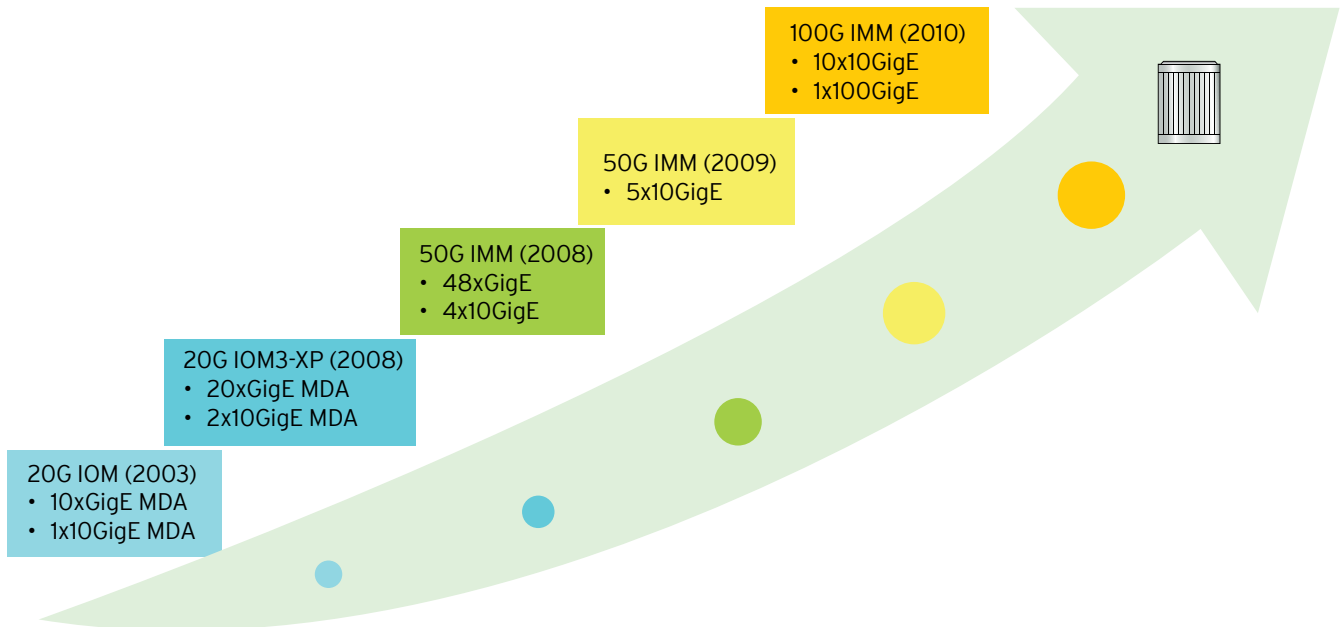 100G IMM (2010)
• 10x10GigE
• 1x100GigE
50G IMM (2009)
• 5x10GigE
50G IMM (2008)
• 48xGigE
• 4x10GigE
20G IOM3-XP (2008)
• 20xGigE MDA
• 2x10GigE MDA
20G IOM (2003)
• 10xGigE MDA
• 1x10GigE MDA